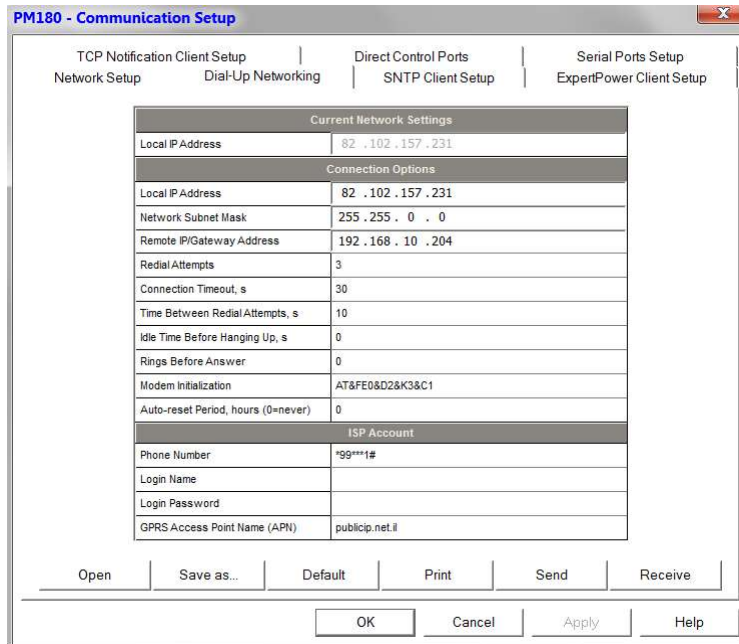 PM180 - Communication Setup
TCP Notification Client Setup Direct Control Ports Serial Ports Setup
Network Setup Dial-Up Networking SNTP Client Setup ExpertPower Client Setup
Current Network Settings
Local IP Address 82 .102 .157 .231
Connection Options
Local IP Address 82 .102 .157 .231
Network Subnet Mask 255 .255 . 0 . 0
Remote IP/Gateway Address 192 .168 . 10 .204
Redial Attempts 3
Connection Timeout, s 30
Time Between Redial Attempts, s 10
Idle Time Before Hanging Up, s 0
Rings Before Answer 0
Modem Initialization AT&FE0&D2&K3&C1
Auto-reset Period, hours (0=never) 0
ISP Account
Phone Number *99***1#
Login Name
Login Password
GPRS Access Point Name (APN) publicip.net.il
Open Save as... Default Print Send Receive
OK Cancel Apply Help